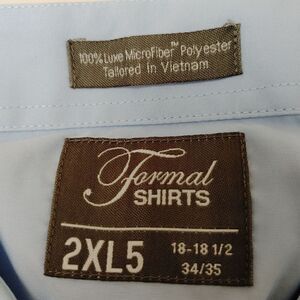 100% Luxe MicroFiber™ Polyester
Tailored In Vietnam
Formal
SHIRTS
2XL5
18-18 1/2
34/35